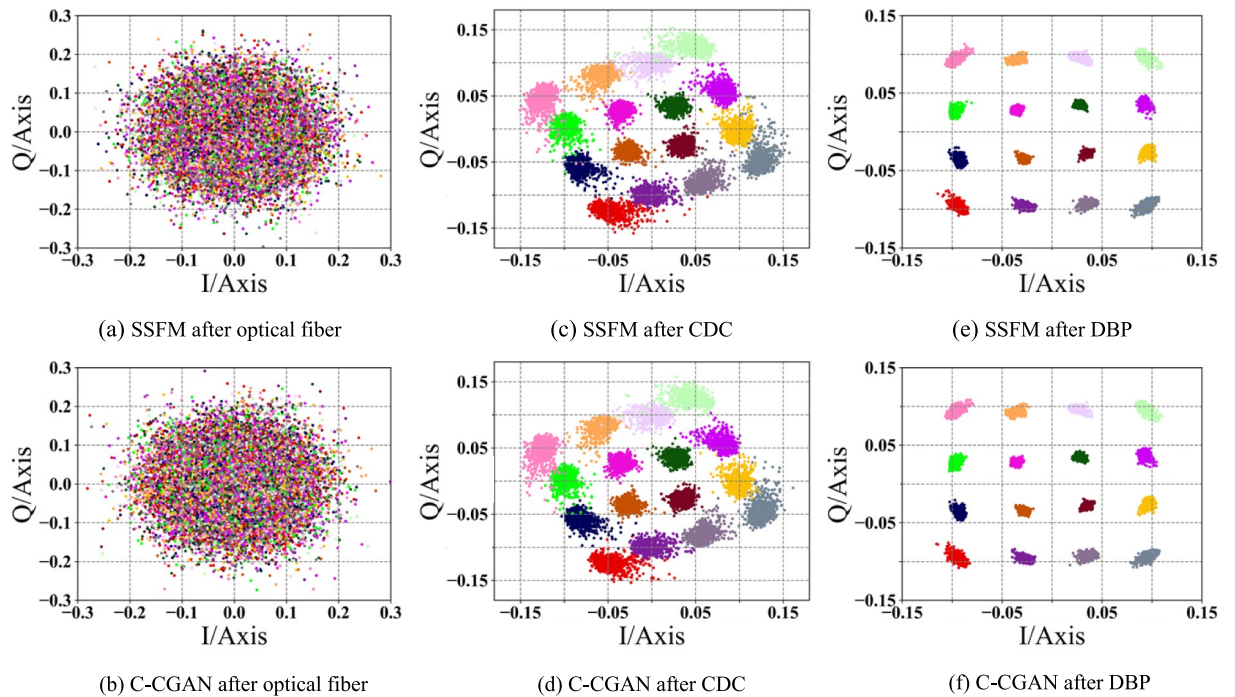 0.3
0.2
0.1
0.0
−0.1
−0.2
−0.3
Q/Axis
−0.3 −0.2 −0.1 0.0 0.1 0.2 0.3
I/Axis
(a) SSFM after optical fiber
0.15
0.05
−0.05
−0.15
Q/Axis
−0.15 −0.05 0.05 0.15
I/Axis
(c) SSFM after CDC
0.15
0.05
−0.05
−0.15
Q/Axis
−0.15 −0.05 0.05 0.15
I/Axis
(e) SSFM after DBP
0.3
0.2
0.1
0.0
−0.1
−0.2
−0.3
Q/Axis
−0.3 −0.2 −0.1 0.0 0.1 0.2 0.3
I/Axis
(b) C-CGAN after optical fiber
0.15
0.05
−0.05
−0.15
Q/Axis
−0.15 −0.05 0.05 0.15
I/Axis
(d) C-CGAN after CDC
0.15
0.05
−0.05
−0.15
Q/Axis
−0.15 −0.05 0.05 0.15
I/Axis
(f) C-CGAN after DBP